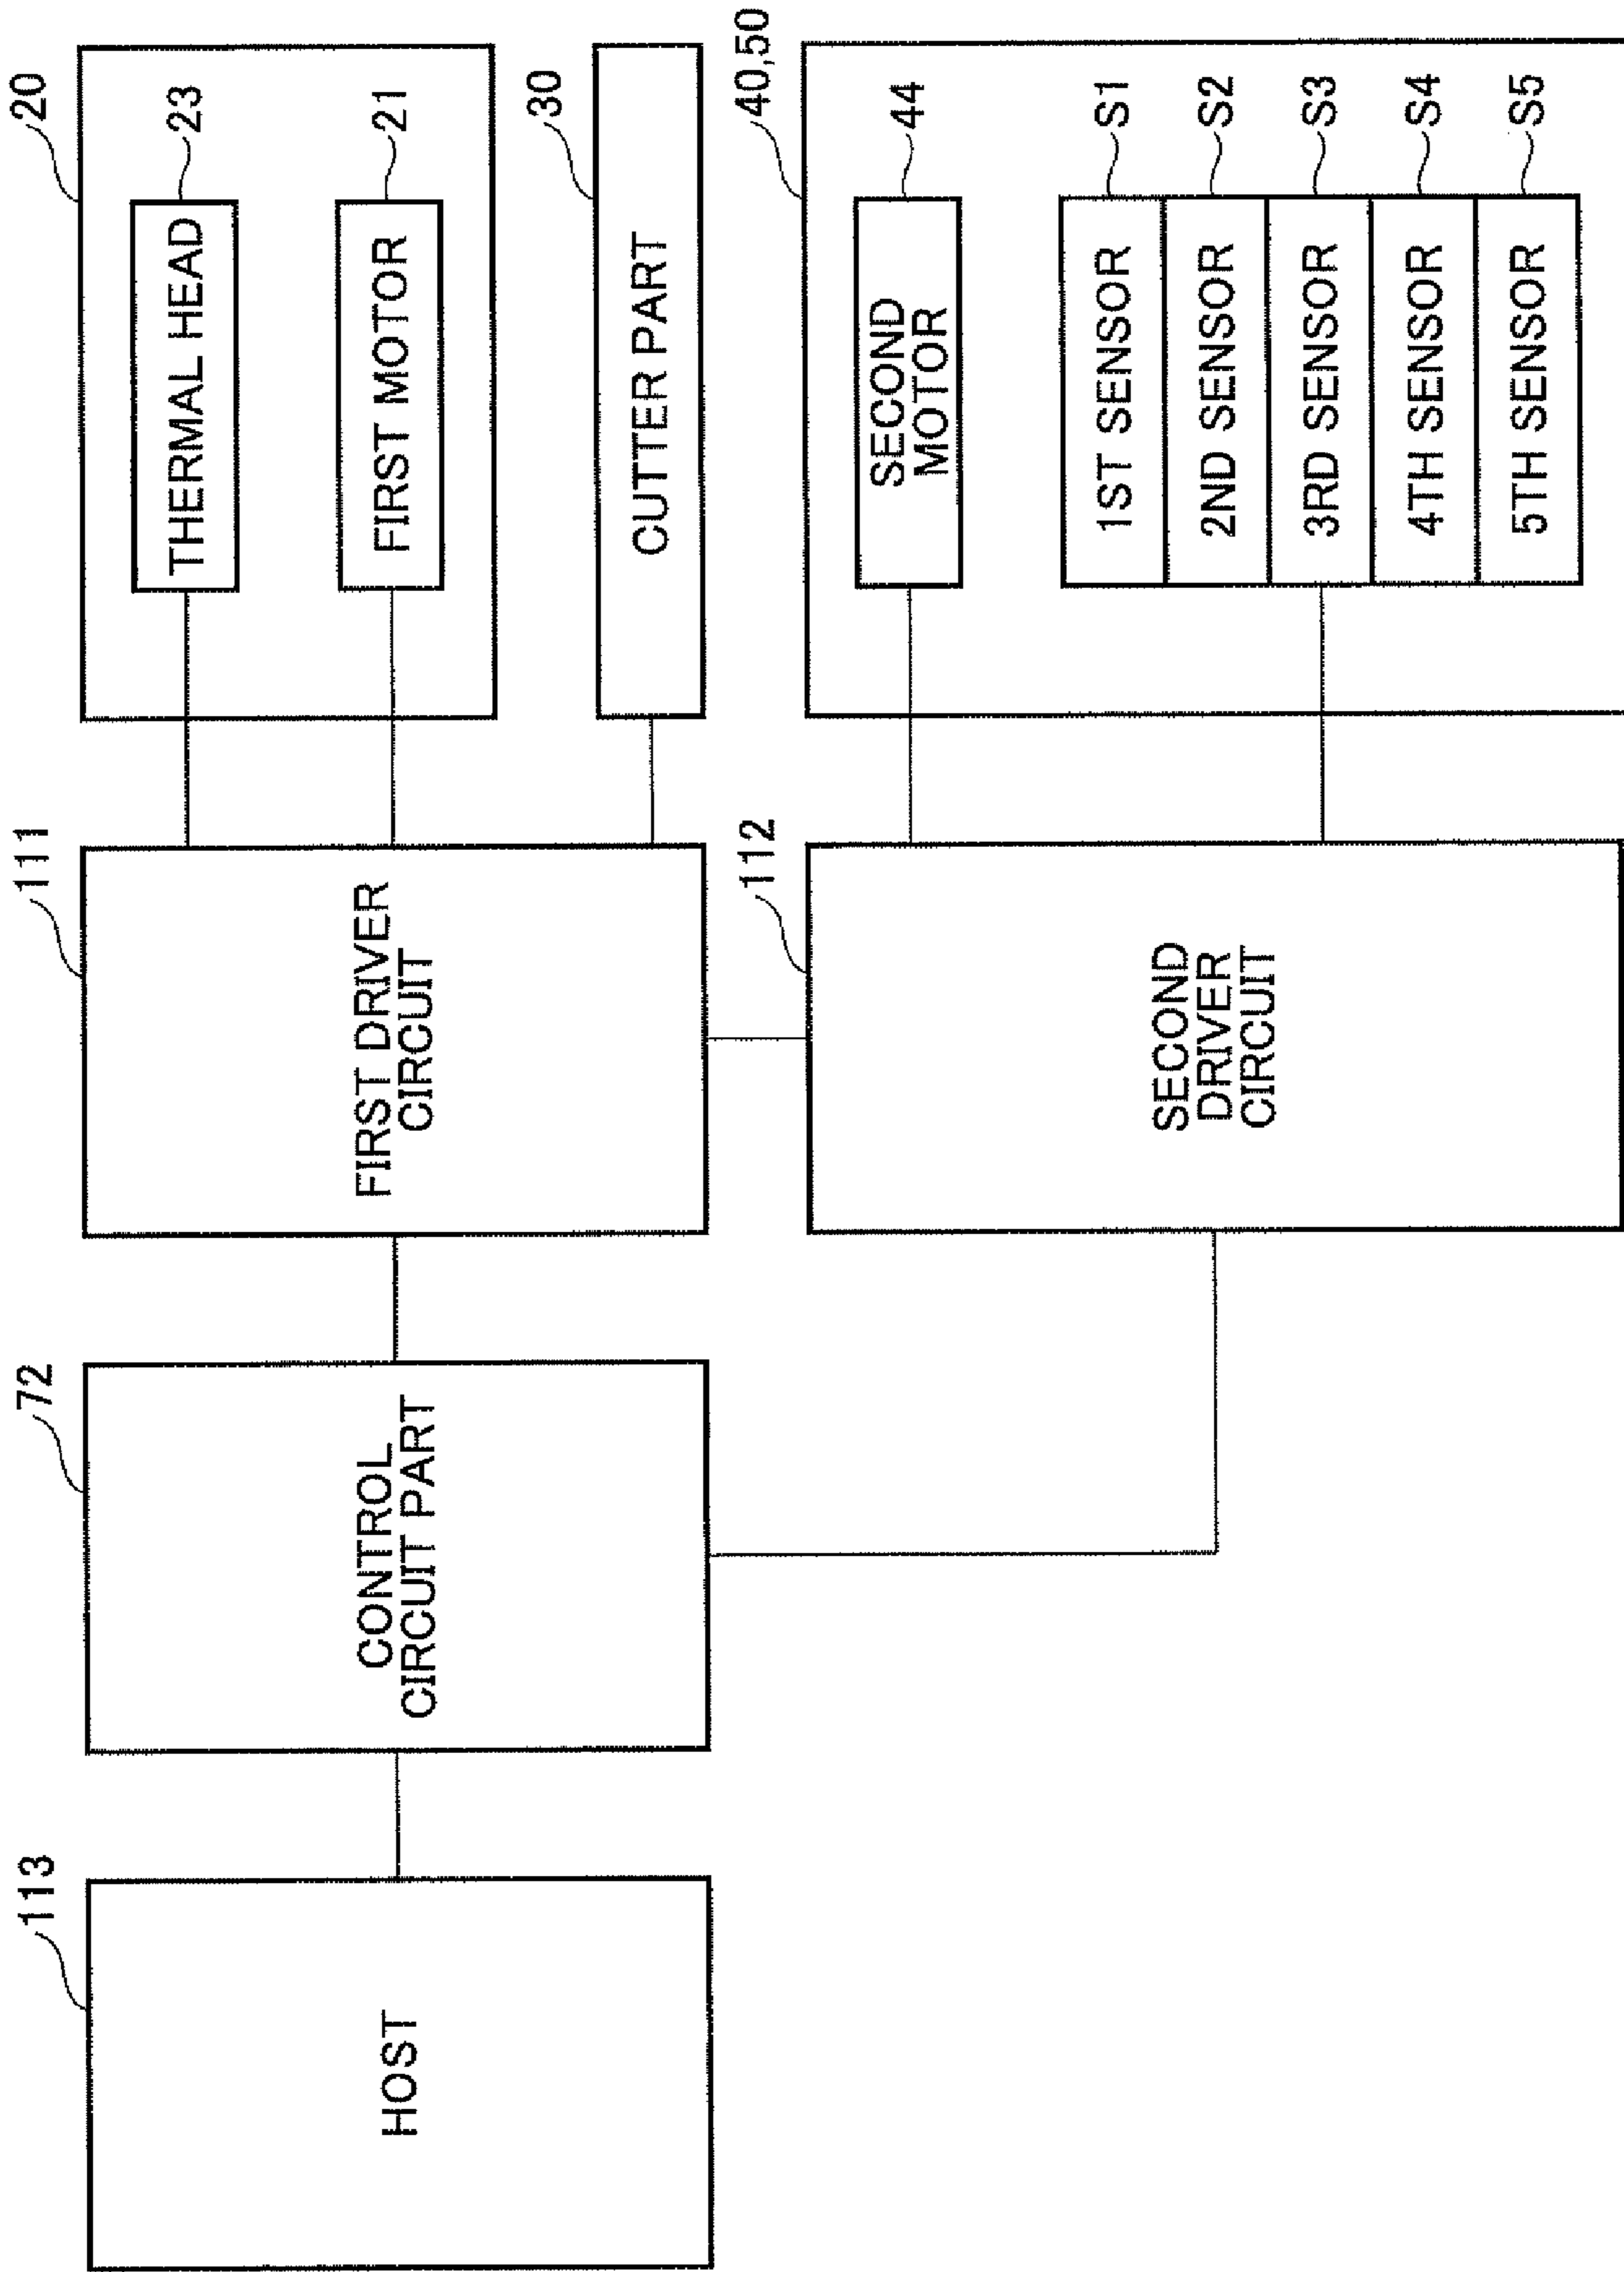 113
HOST
72
CONTROL
CIRCUIT PART
111
FIRST DRIVER
CIRCUIT
112
SECOND
DRIVER
CIRCUIT
20
THERMAL HEAD
23
FIRST MOTOR
21
30
CUTTER PART
40,50
SECOND
MOTOR
44
1ST SENSOR
S1
2ND SENSOR
S2
3RD SENSOR
S3
4TH SENSOR
S4
5TH SENSOR
S5